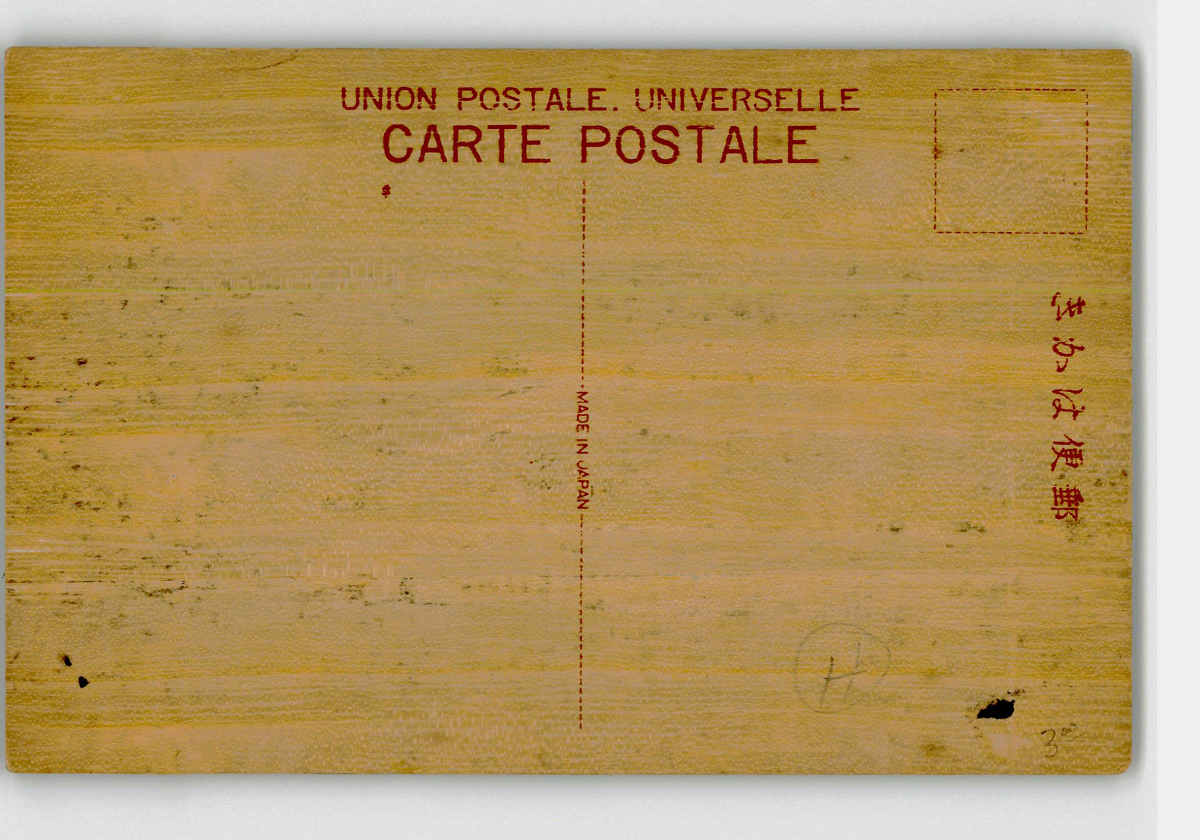 UNION POSTALE. UNIVERSELLE
CARTE POSTALE
MADE IN JAPAN
郵便はかき
H